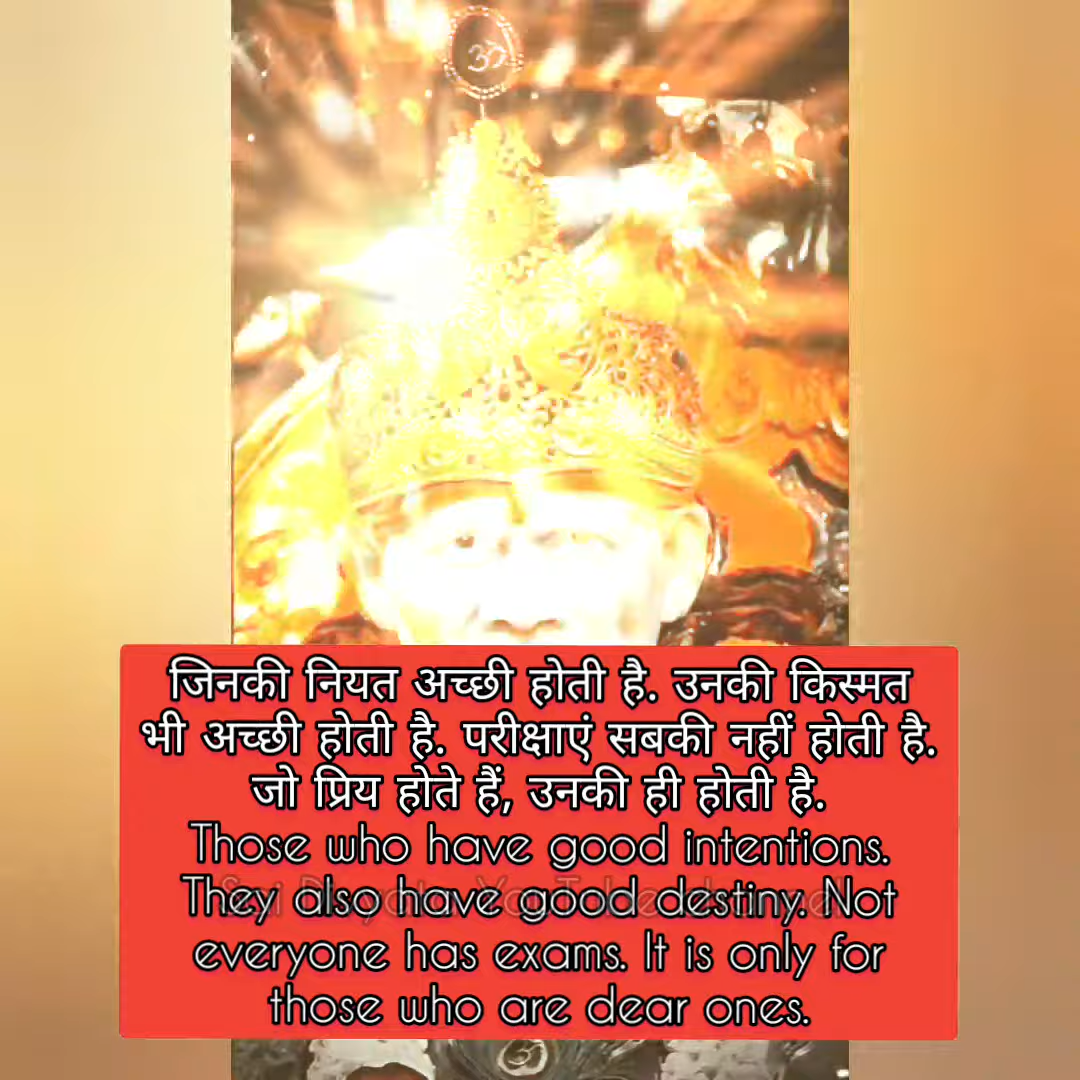 ॐ
जिनकी नियत अच्छी होती है. उनकी किस्मत
भी अच्छी होती है. परीक्षाएं सबकी नहीं होती है.
जो प्रिय होते हैं, उनकी ही होती है.
Those who have good intentions.
They also have good destiny. Not
everyone has exams. It is only for
those who are dear ones.
ॐ